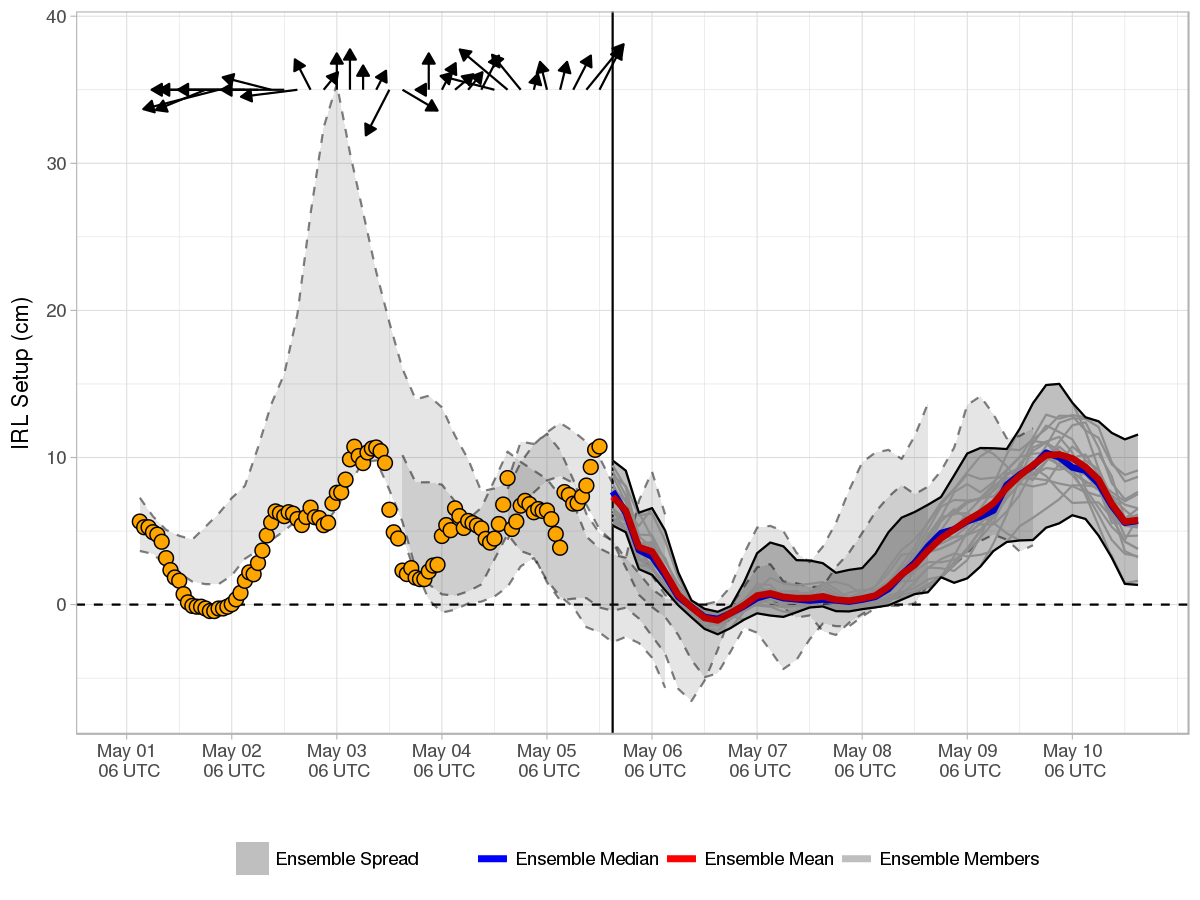 IRL Setup (cm)
40
30
20
10
0
May 01 May 02 May 03 May 04 May 05 May 06 May 07 May 08 May 09 May 10
06 UTC 06 UTC 06 UTC 06 UTC 06 UTC 06 UTC 06 UTC 06 UTC 06 UTC 06 UTC
Ensemble Spread Ensemble Median Ensemble Mean Ensemble Members